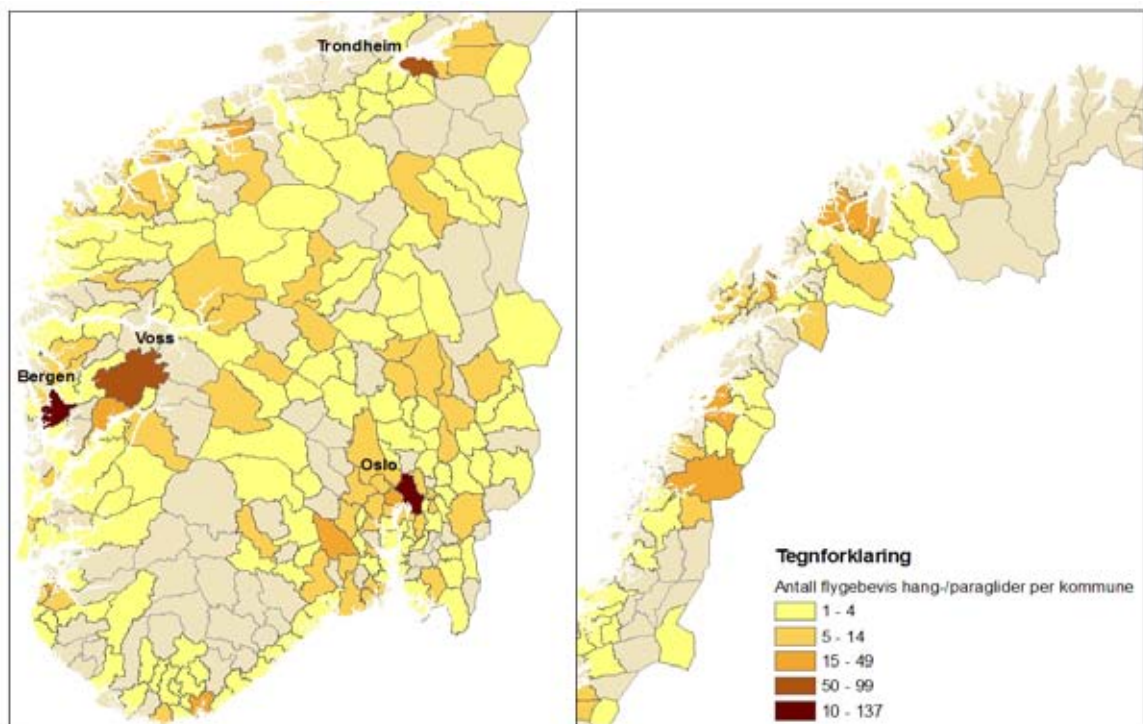 Trondheim
Voss
Bergen
Oslo
Tegnforklaring
Antall flygebevis hang-/paraglider per kommune
1 - 4
5 - 14
15 - 49
50 - 99
10 - 137